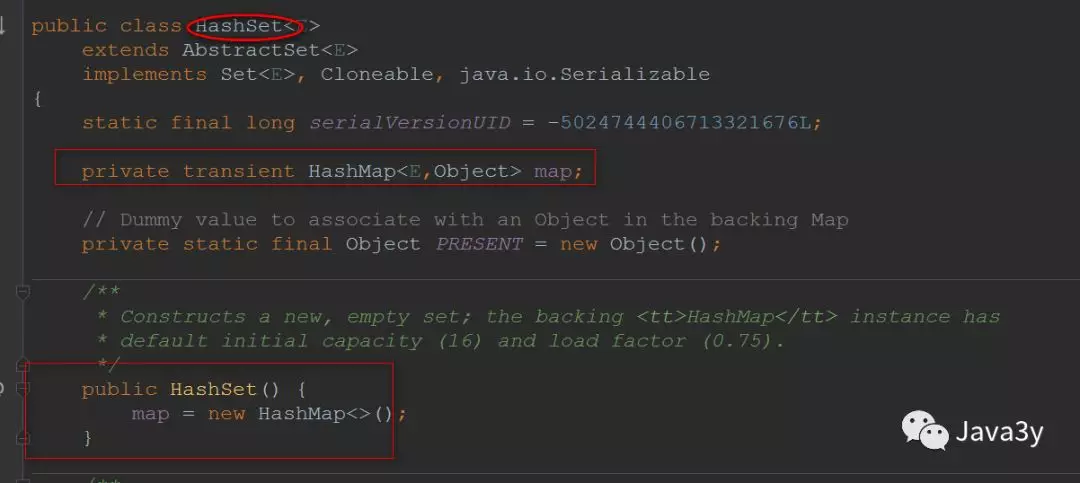 public class HashSet<E>
extends AbstractSet<E>
implements Set<E>, Cloneable, java.io.Serializable
{
static final long serialVersionUID = -5024744406713321676L;
private transient HashMap<E,Object> map;
// Dummy value to associate with an Object in the backing Map
private static final Object PRESENT = new Object();
/**
* Constructs a new, empty set; the backing <tt>HashMap</tt> instance has
* default initial capacity (16) and load factor (0.75).
*/
public HashSet() {
map = new HashMap<>();
}
Java3y
/**